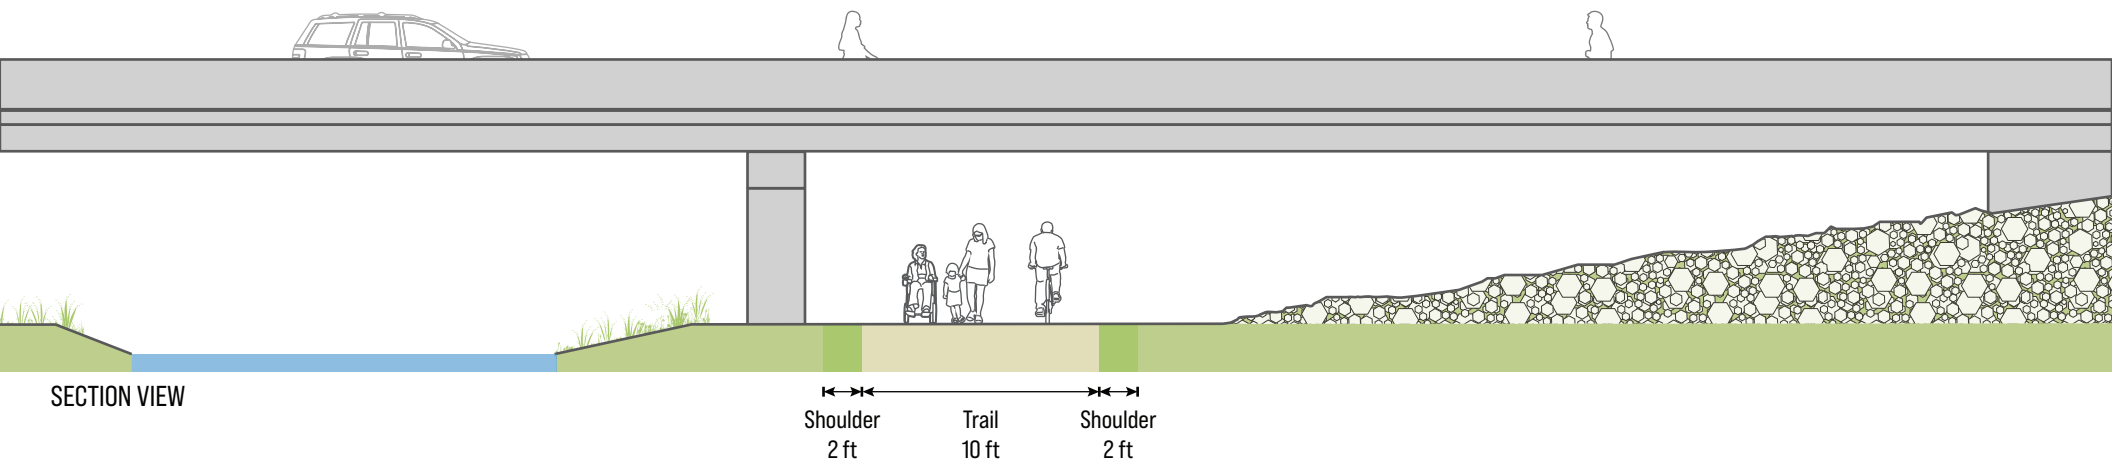 SECTION VIEW
Shoulder
2 ft
Trail
10 ft
Shoulder
2 ft